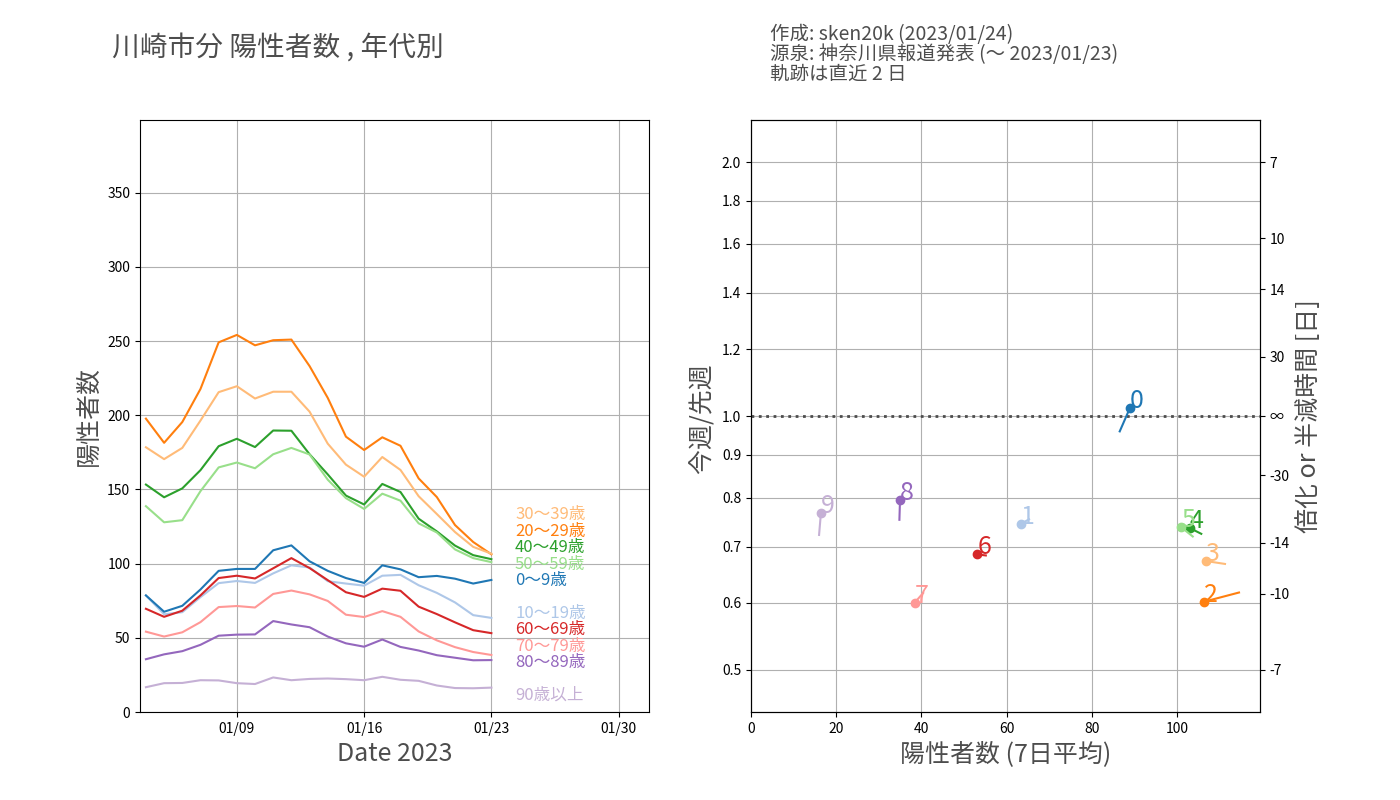 川崎市分 陽性者数 , 年代別
作成: sken20k (2023/01/24)
源泉: 神奈川県報道発表 (～ 2023/01/23)
軌跡は直近 2 日
陽性者数
350
300
250
200
150
100
50
0
01/09
01/16
01/23
01/30
Date 2023
30～39歳
20～29歳
40～49歳
50～59歳
0～9歳
10～19歳
60～69歳
70～79歳
80～89歳
90歳以上
今週/先週
2.0
1.8
1.6
1.4
1.2
1.0
0.9
0.8
0.7
0.6
0.5
0
20
40
60
80
100
陽性者数 (7日平均)
0
8
9
1
5
4
6
3
7
2
7
10
14
30
∞
-30
-14
-10
-7
倍化 or 半減時間 [日]